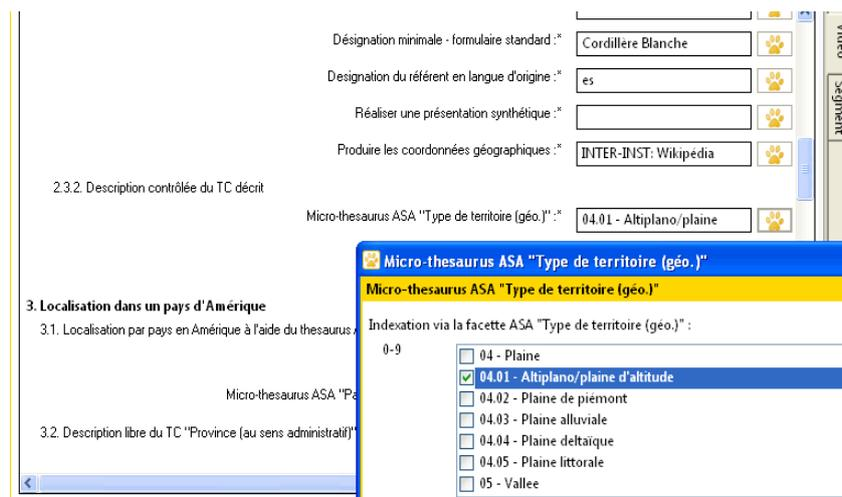 Désignation minimale - formulaire standard :*
Cordillère Blanche
Designation du référent en langue d'origine :*
es
Réaliser une présentation synthétique :*
Produire les coordonnées géographiques :*
INTER-INST: Wikipédia
2.3.2. Description contrôlée du TC décrit
Micro-thesaurus ASA "Type de territoire (géo.)" :*
04.01 - Altiplano/plaine
Video
Segment
Micro-thesaurus ASA "Type de territoire (géo.)"
Micro-thesaurus ASA "Type de territoire (géo.)"
3. Localisation dans un pays d'Amérique
3.1. Localisation par pays en Amérique à l'aide du thesaurus
Indexation via la facette ASA "Type de territoire (géo.)" :
0-9
04 - Plaine
04.01 - Altiplano/plaine d'altitude
Micro-thesaurus ASA "Pa
04.02 - Plaine de piémont
04.03 - Plaine alluviale
3.2. Description libre du TC "Province (au sens administratif)"
04.04 - Plaine deltaïque
04.05 - Plaine littorale
05 - Vallee